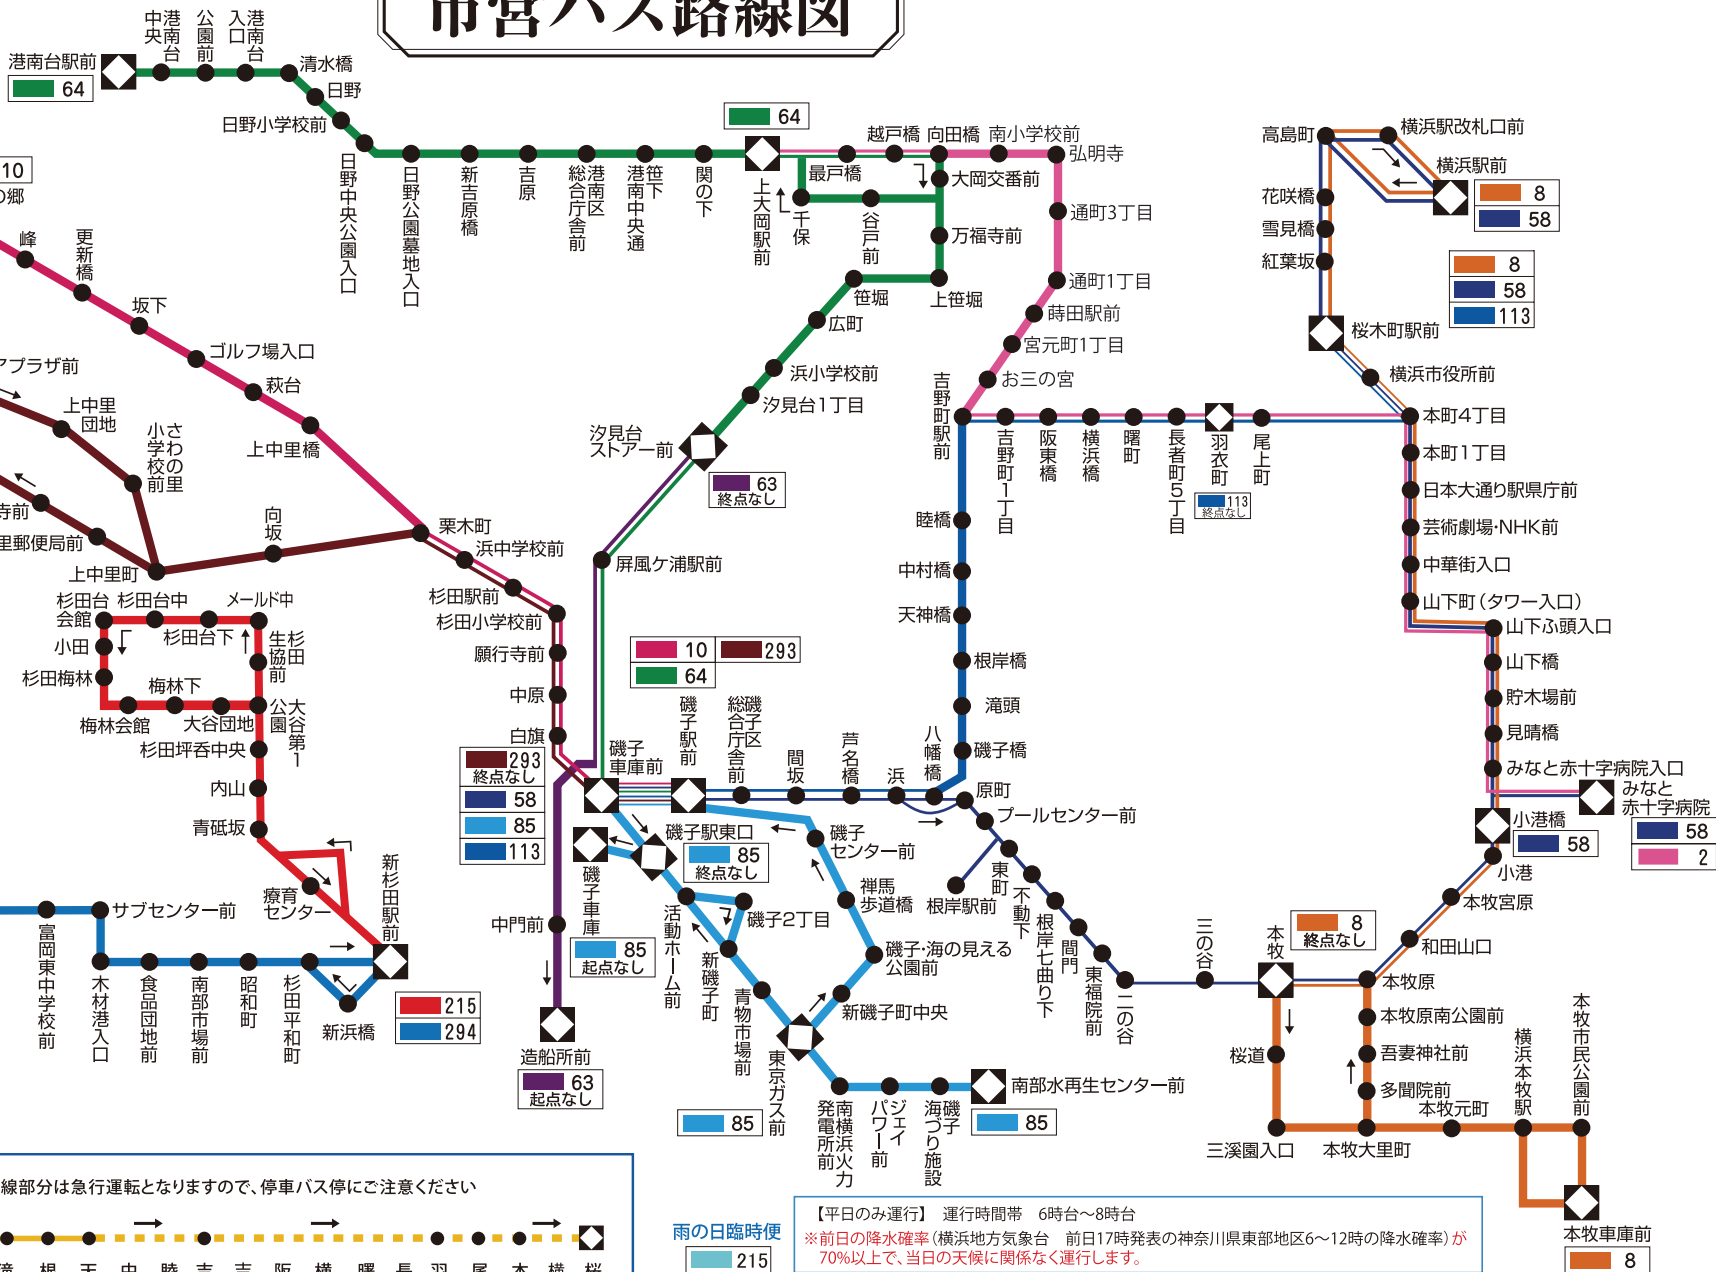 市営バス路線図
港南台駅前
64
港南台中央
公園前
港南台入口
清水橋
日野
日野小学校前
日野中央公園入口
日野公園墓地入口
新吉原橋
吉原
港南区総合庁舎前
笹下港南中央通
関の下
64
上大岡駅前
最戸橋
越戸橋
向田橋
南小学校前
弘明寺
千保
谷戸前
大岡交番前
万福寺前
上笹堀
笹堀
広町
浜小学校前
汐見台1丁目
汐見台
ストアー前
63
終点なし
屏風ケ浦駅前
通町3丁目
通町1丁目
蒔田駅前
宮元町1丁目
お三の宮
吉野町駅前
吉野町1丁目
阪東橋
横浜橋
曙町
長者町5丁目
羽衣町
尾上町
113
終点なし
高島町
横浜駅改札口前
横浜駅前
8
58
花咲橋
雪見橋
紅葉坂
8
58
113
桜木町駅前
横浜市役所前
本町4丁目
本町1丁目
日本大通り駅県庁前
芸術劇場・NHK前
中華街入口
山下町(タワー入口)
山下ふ頭入口
山下橋
貯木場前
見晴橋
みなと赤十字病院入口
みなと
赤十字病院
58
2
小港橋
58
小港
本牧宮原
和田山口
本牧原
8
終点なし
本牧
三の谷
二の谷
本牧原南公園前
吾妻神社前
多聞院前
本牧元町
桜道
三溪園入口
本牧大里町
横浜本牧駅
本牧市民公園前
本牧車庫前
8
睦橋
中村橋
天神橋
根岸橋
滝頭
磯子橋
八幡橋
浜
芦名橋
間坂
磯子区総合庁舎前
磯子駅前
10
293
64
原町
プールセンター前
東町
不動下
根岸駅前
根岸七曲り下
間門
東福院前
10
の郷
峰
更新橋
坂下
ゴルフ場入口
萩台
上中里橋
アプラザ前
上中里
団地
さわの里小学校前
寺前
里郵便局前
上中里町
向坂
栗木町
浜中学校前
杉田駅前
杉田小学校前
願行寺前
中原
白旗
磯子
車庫前
293
終点なし
58
85
113
杉田台
会館
杉田台中
メールド中
小田
杉田台下
杉田生協前
杉田梅林
梅林下
梅林会館
大谷団地
大谷第1公園
杉田坪呑中央
内山
青砥坂
療育
センター
新杉田駅前
215
294
サブセンター前
富岡東中学校前
木材港入口
食品団地前
南部市場前
昭和町
杉田平和町
新浜橋
中門前
造船所前
63
起点なし
磯子駅東口
85
終点なし
磯子車庫
85
起点なし
磯子
センター前
禅馬
歩道橋
磯子・海の見える
公園前
新磯子町中央
活動ホーム前
磯子2丁目
新磯子町
青物市場前
東京ガス前
85
南横浜火力発電所前
ジェイパワー前
磯子海づり施設
南部水再生センター前
85
線部分は急行運転となりますので、停車バス停にご注意ください
滝 根 天 中 睦 吉 吉 阪 横 曙 長 羽 尾 本 横 桜
雨の日臨時便
215
【平日のみ運行】 運行時間帯 6時台〜8時台
※前日の降水確率(横浜地方気象台 前日17時発表の神奈川県東部地区6〜12時の降水確率)が
70%以上で、当日の天候に関係なく運行します。